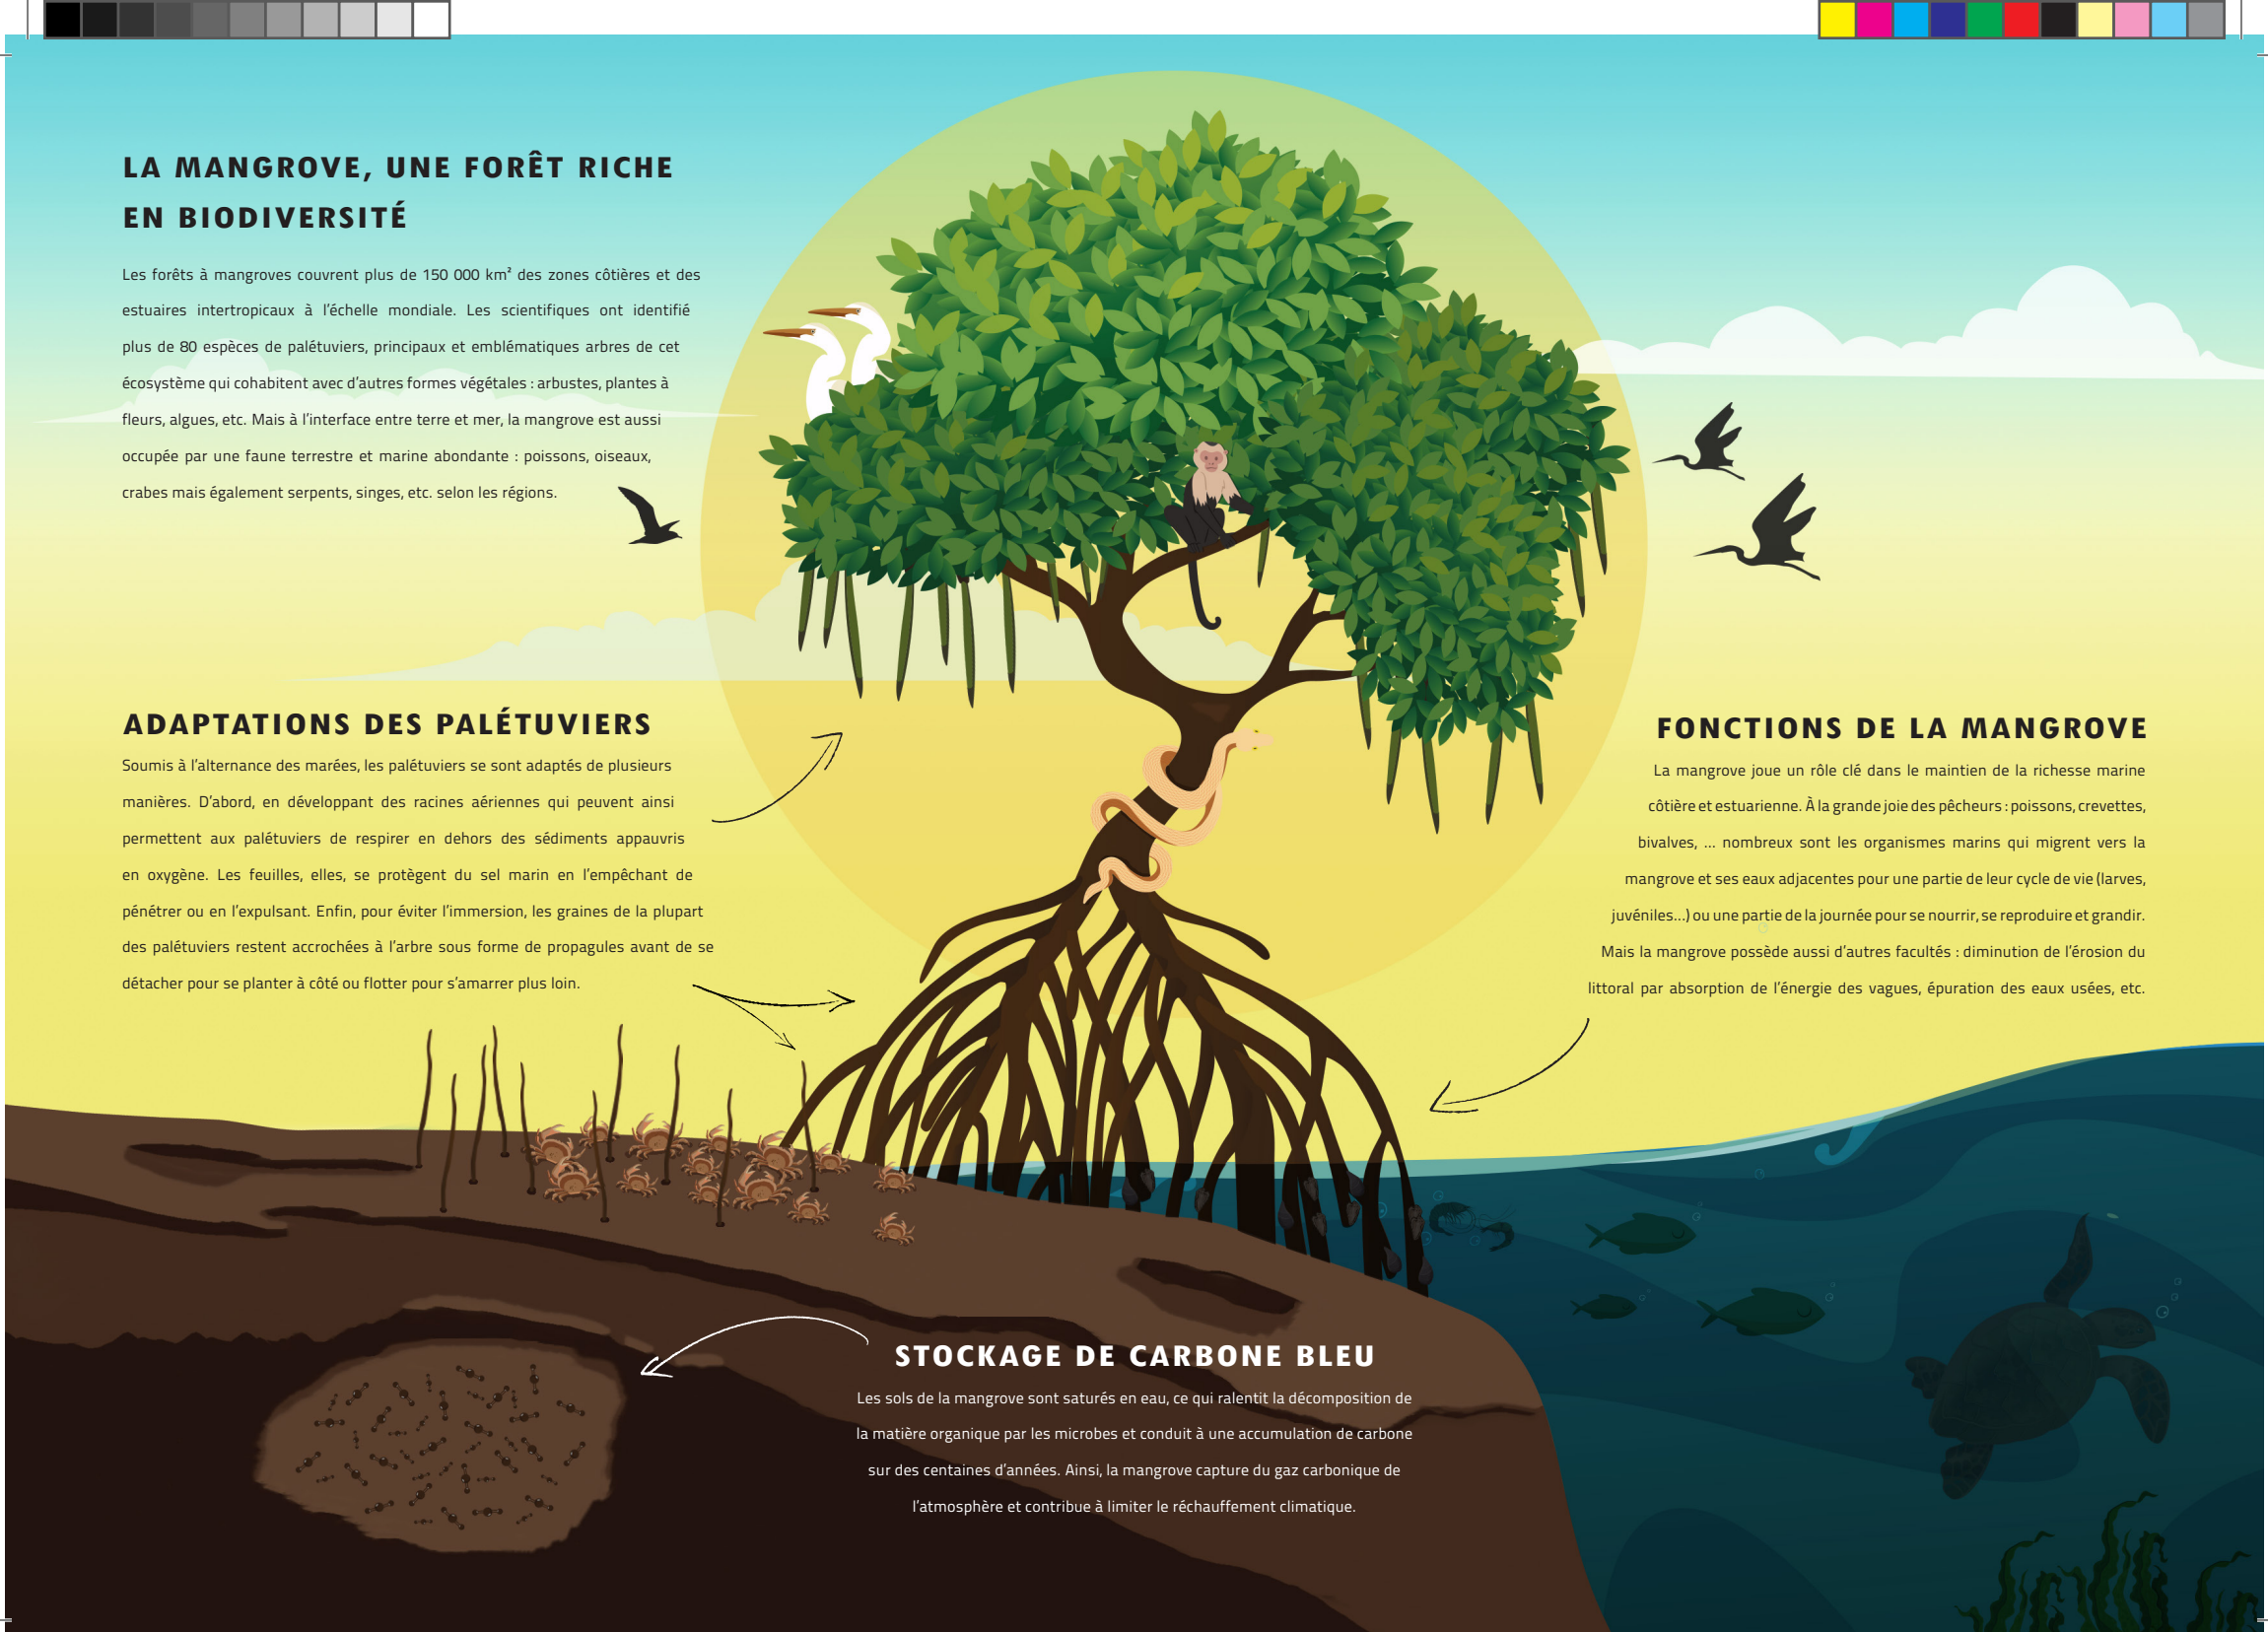 LA MANGROVE, UNE FORÊT RICHE
EN BIODIVERSITÉ
Les forêts à mangroves couvrent plus de 150 000 km² des zones côtières et des
estuaires intertropicaux à l'échelle mondiale. Les scientifiques ont identifié
plus de 80 espèces de palétuviers, principaux et emblématiques arbres de cet
écosystème qui cohabitent avec d'autres formes végétales : arbustes, plantes à
fleurs, algues, etc. Mais à l'interface entre terre et mer, la mangrove est aussi
occupée par une faune terrestre et marine abondante : poissons, oiseaux,
crabes mais également serpents, singes, etc. selon les régions.
ADAPTATIONS DES PALÉTUVIERS
Soumis à l'alternance des marées, les palétuviers se sont adaptés de plusieurs
manières. D'abord, en développant des racines aériennes qui peuvent ainsi
permettent aux palétuviers de respirer en dehors des sédiments appauvris
en oxygène. Les feuilles, elles, se protègent du sel marin en l'empêchant de
pénétrer ou en l'expulsant. Enfin, pour éviter l'immersion, les graines de la plupart
des palétuviers restent accrochées à l'arbre sous forme de propagules avant de se
détacher pour se planter à côté ou flotter pour s'amarrer plus loin.
FONCTIONS DE LA MANGROVE
La mangrove joue un rôle clé dans le maintien de la richesse marine
côtière et estuarienne. À la grande joie des pêcheurs : poissons, crevettes,
bivalves, ... nombreux sont les organismes marins qui migrent vers la
mangrove et ses eaux adjacentes pour une partie de leur cycle de vie (larves,
juvéniles...) ou une partie de la journée pour se nourrir, se reproduire et grandir.
Mais la mangrove possède aussi d'autres facultés : diminution de l'érosion du
littoral par absorption de l'énergie des vagues, épuration des eaux usées, etc.
STOCKAGE DE CARBONE BLEU
Les sols de la mangrove sont saturés en eau, ce qui ralentit la décomposition de
la matière organique par les microbes et conduit à une accumulation de carbone
sur des centaines d'années. Ainsi, la mangrove capture du gaz carbonique de
l'atmosphère et contribue à limiter le réchauffement climatique.